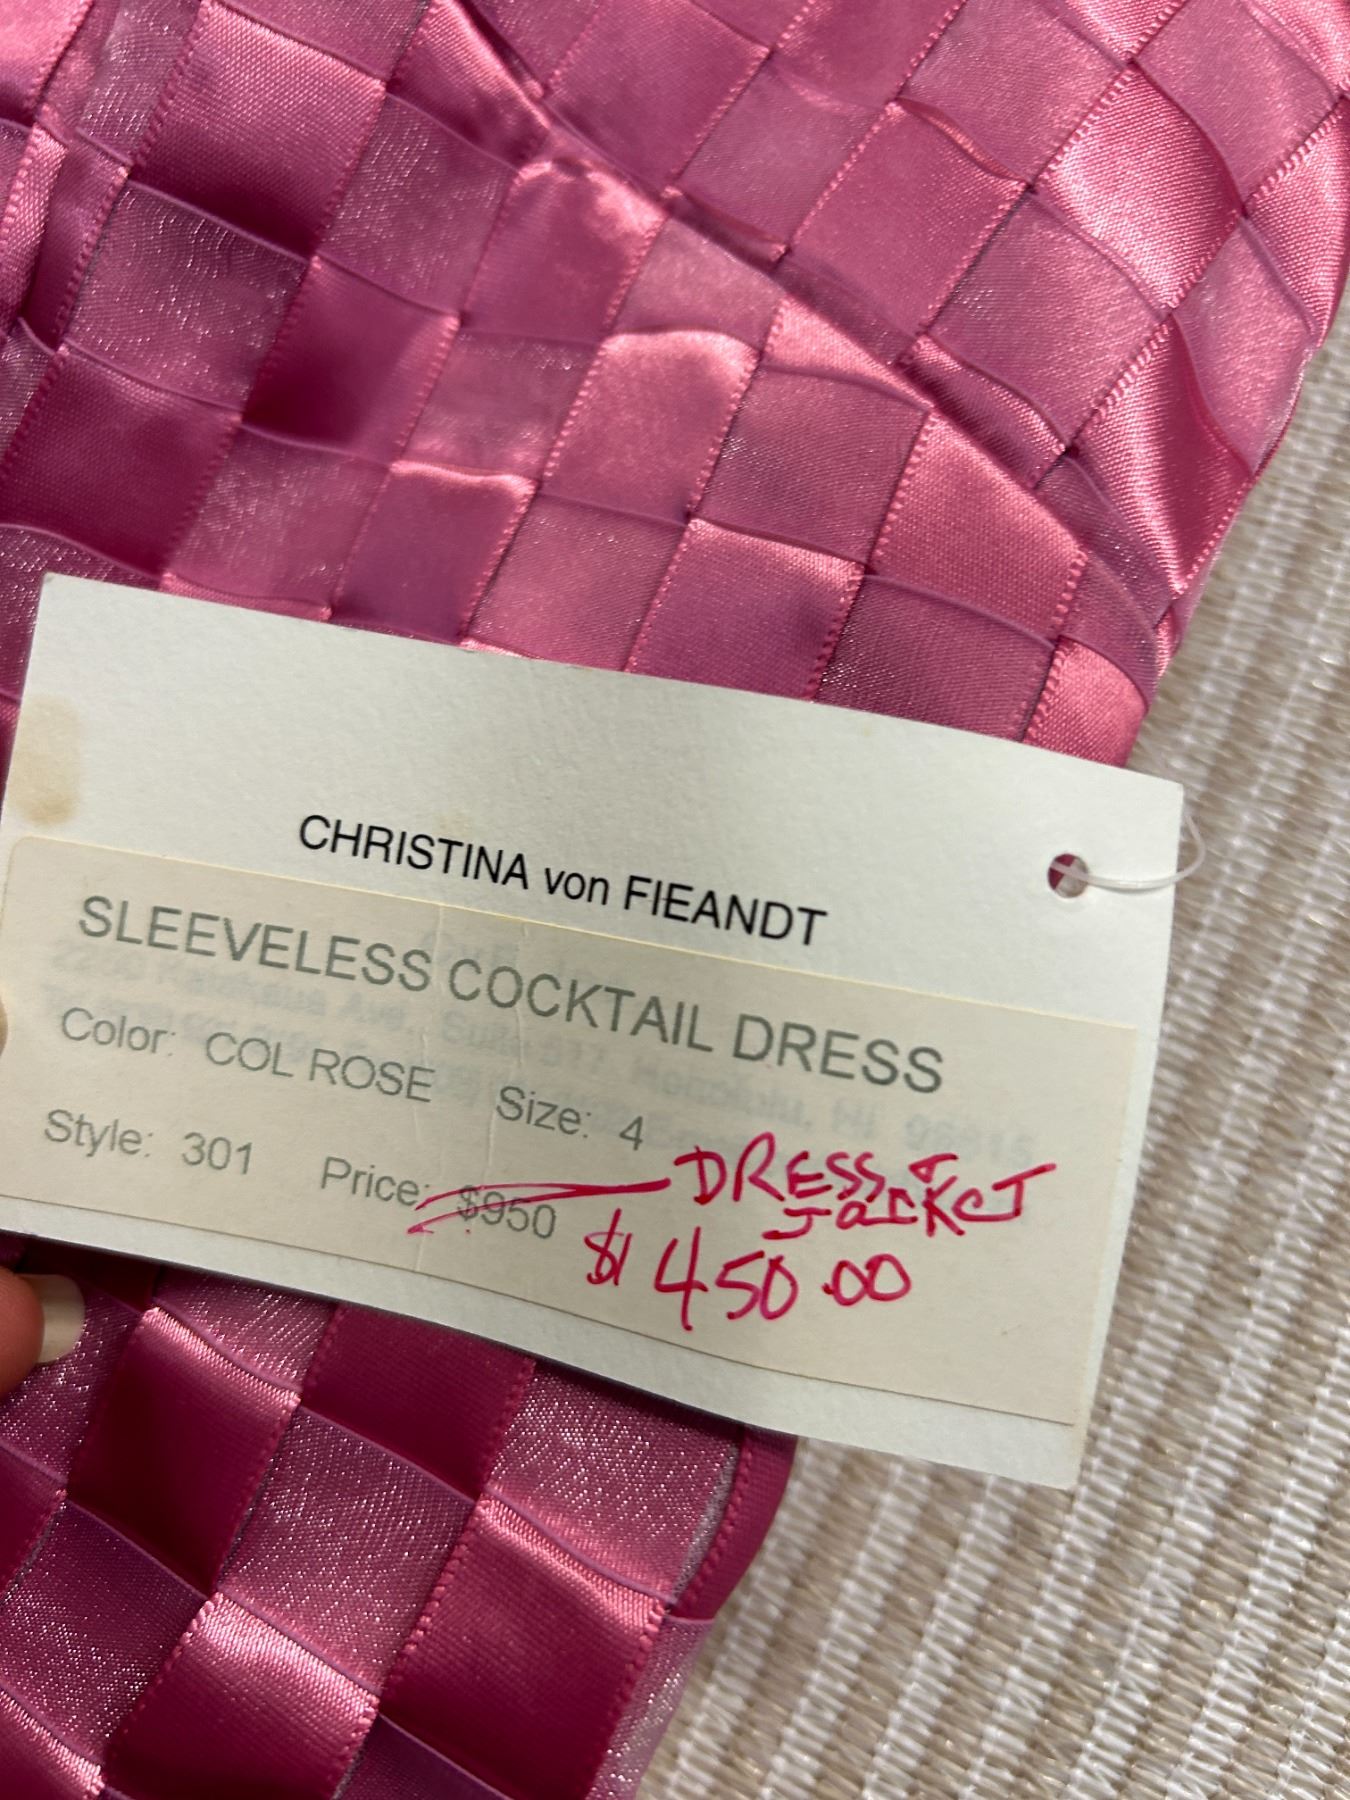 CHRISTINA von FIEANDT
SLEEVELESS COCKTAIL DRESS
Color: COL ROSE Size: 4
Style: 301 Price: $950
DRESS &
JacKeT
$1450.00